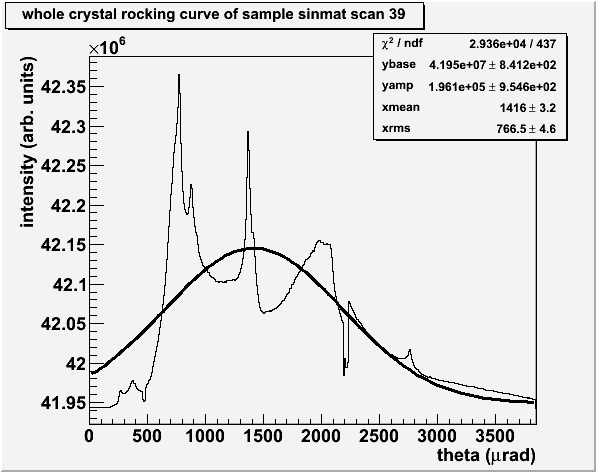 whole crystal rocking curve of sample sinmat scan 39
×10⁶
χ² / ndf 2.936e+04 / 437
ybase 4.195e+07 ± 8.412e+02
yamp 1.961e+05 ± 9.546e+02
xmean 1416 ± 3.2
xrms 766.5 ± 4.6
intensity (arb. units)
42.35
42.3
42.25
42.2
42.15
42.1
42.05
42
41.95
0 500 1000 1500 2000 2500 3000 3500
theta (μrad)